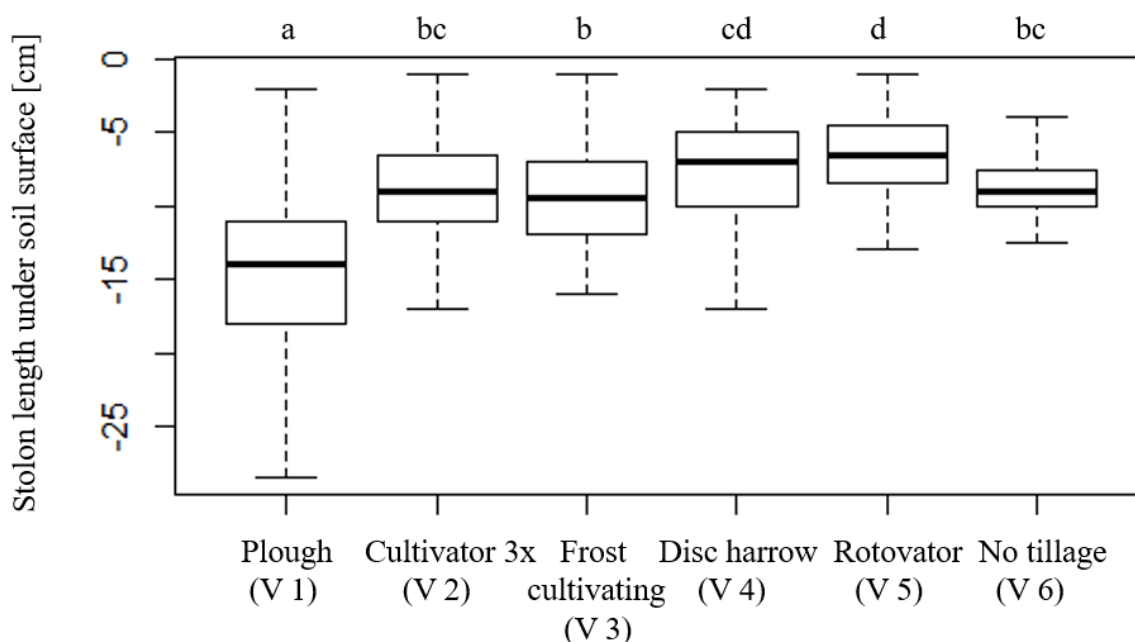 a bc b cd d bc
Stolon length under soil surface [cm]
0
-5
-15
-25
Plough Cultivator 3x Frost Disc harrow Rotovator No tillage
(V 1) (V 2) cultivating (V 4) (V 5) (V 6)
(V 3)